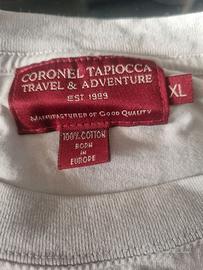 CORONEL TAPIOCCA
TRAVEL & ADVENTURE
EST 1989
MANUFACTURER OF GOOD QUALITY
XL
100% COTTON
BORN
IN
EUROPE